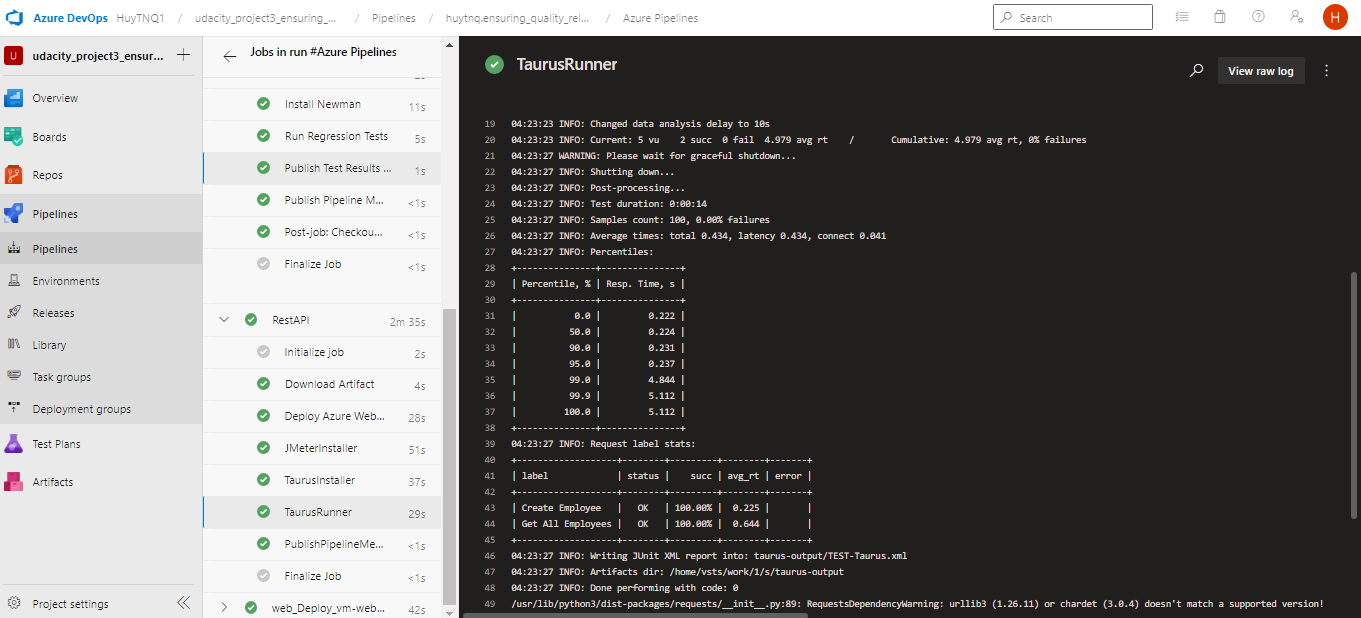 Azure DevOps HuyTNQ1 / udacity_project3_ensuring_... / Pipelines / huytnq.ensuring_quality_rel... / Azure Pipelines
Search
H
U udacity_project3_ensur... +
Overview
Boards
Repos
Pipelines
Pipelines
Environments
Releases
Library
Task groups
Deployment groups
Test Plans
Artifacts
Project settings
Jobs in run #Azure Pipelines
Install Newman 11s
Run Regression Tests 5s
Publish Test Results ... 1s
Publish Pipeline M... <1s
Post-job: Checkou... <1s
Finalize Job <1s
RestAPI 2m 35s
Initialize job 2s
Download Artifact 4s
Deploy Azure Web... 28s
JMeterInstaller 51s
TaurusInstaller 37s
TaurusRunner 29s
PublishPipelineMe... <1s
Finalize Job <1s
web_Deploy_vm-web... 42s
TaurusRunner
View raw log
19 04:23:23 INFO: Changed data analysis delay to 10s
20 04:23:23 INFO: Current: 5 vu 2 succ 0 fail 4.979 avg rt / Cumulative: 4.979 avg rt, 0% failures
21 04:23:27 WARNING: Please wait for graceful shutdown...
22 04:23:27 INFO: Shutting down...
23 04:23:27 INFO: Post-processing...
24 04:23:27 INFO: Test duration: 0:00:14
25 04:23:27 INFO: Samples count: 100, 0.00% failures
26 04:23:27 INFO: Average times: total 0.434, latency 0.434, connect 0.041
27 04:23:27 INFO: Percentiles:
28 +---------------+---------------+
29 | Percentile, % | Resp. Time, s |
30 +---------------+---------------+
31 | 0.0 | 0.222 |
32 | 50.0 | 0.224 |
33 | 90.0 | 0.231 |
34 | 95.0 | 0.237 |
35 | 99.0 | 4.844 |
36 | 99.9 | 5.112 |
37 | 100.0 | 5.112 |
38 +---------------+---------------+
39 04:23:27 INFO: Request label stats:
40 +-------------------+--------+---------+--------+-------+
41 | label | status | succ | avg_rt | error |
42 +-------------------+--------+---------+--------+-------+
43 | Create Employee | OK | 100.00% | 0.225 | |
44 | Get All Employees | OK | 100.00% | 0.644 | |
45 +-------------------+--------+---------+--------+-------+
46 04:23:27 INFO: Writing JUnit XML report into: taurus-output/TEST-Taurus.xml
47 04:23:27 INFO: Artifacts dir: /home/vsts/work/1/s/taurus-output
48 04:23:27 INFO: Done performing with code: 0
49 /usr/lib/python3/dist-packages/requests/__init__.py:89: RequestsDependencyWarning: urllib3 (1.26.11) or chardet (3.0.4) doesn't match a supported version!